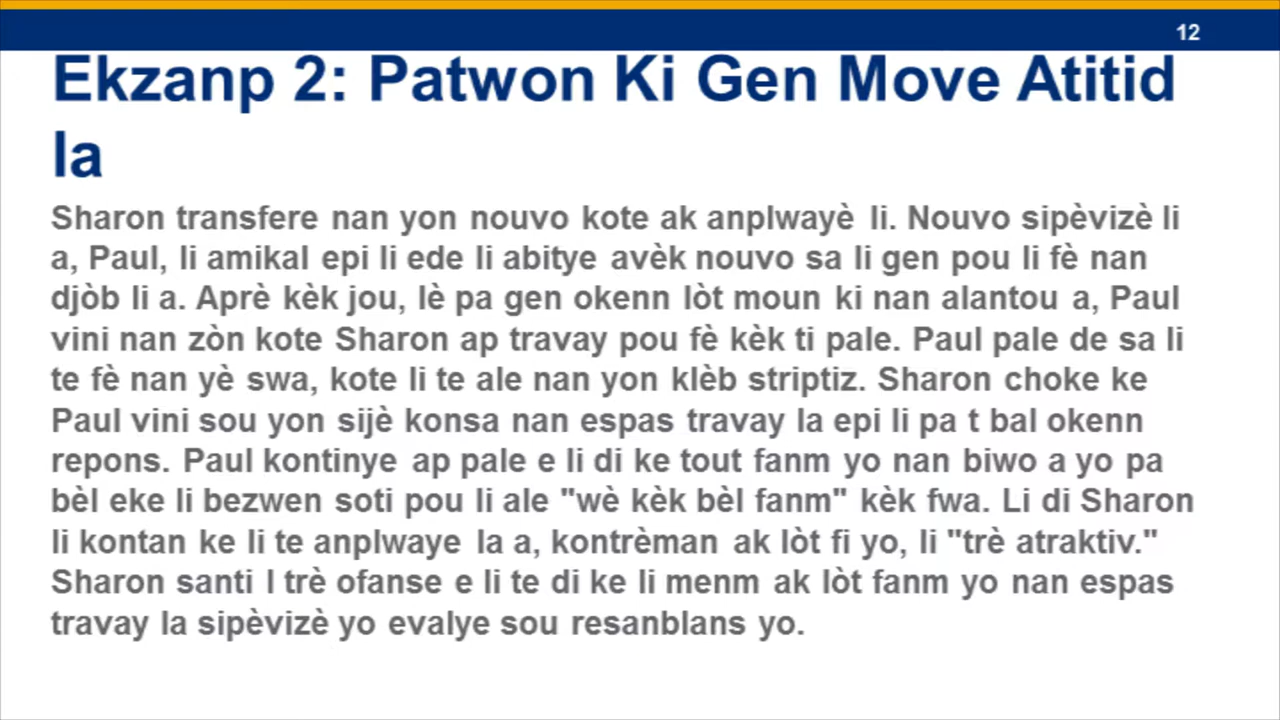 12
Ekzanp 2: Patwon Ki Gen Move Atitid
la
Sharon transfere nan yon nouvo kote ak anplwayè li. Nouvo sipèvizè li
a, Paul, li amikal epi li ede li abitye avèk nouvo sa li gen pou li fè nan
djòb li a. Aprè kèk jou, lè pa gen okenn lòt moun ki nan alantou a, Paul
vini nan zòn kote Sharon ap travay pou fè kèk ti pale. Paul pale de sa li
te fè nan yè swa, kote li te ale nan yon klèb striptiz. Sharon choke ke
Paul vini sou yon sijè konsa nan espas travay la epi li pa t bal okenn
repons. Paul kontinye ap pale e li di ke tout fanm yo nan biwo a yo pa
bèl eke li bezwen soti pou li ale "wè kèk bèl fanm" kèk fwa. Li di Sharon
li kontan ke li te anplwaye la a, kontrèman ak lòt fi yo, li "trè atraktiv."
Sharon santi l trè ofanse e li te di ke li menm ak lòt fanm yo nan espas
travay la sipèvizè yo evalye sou resanblans yo.